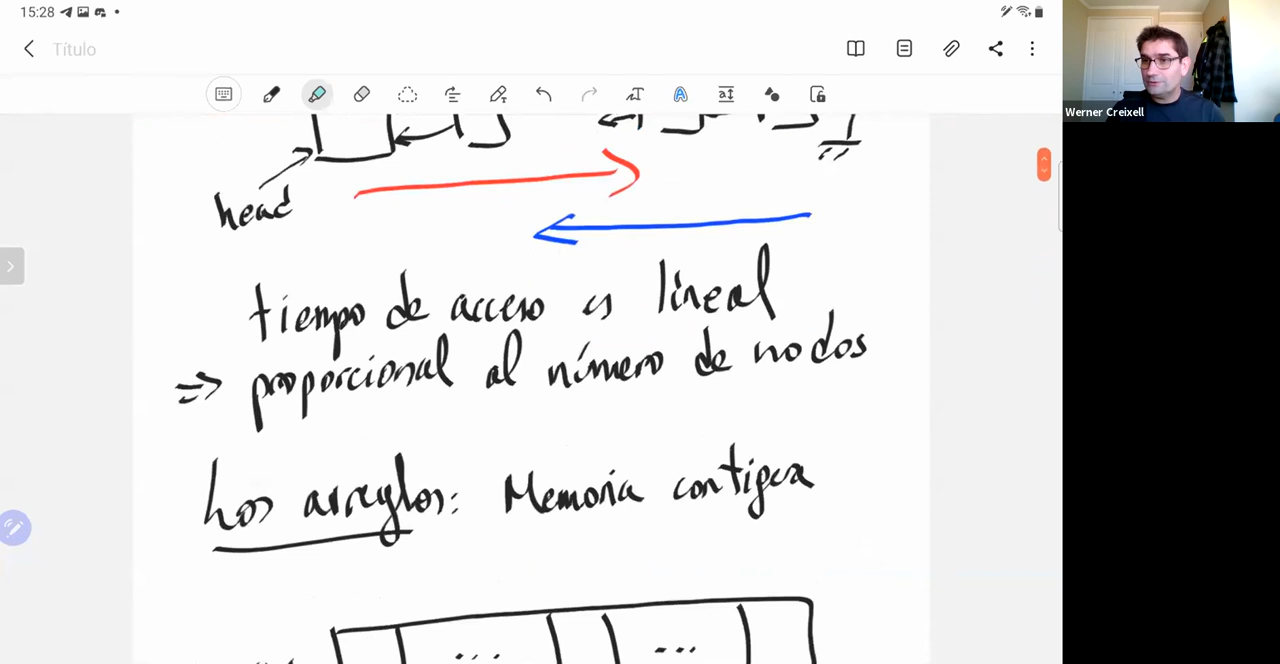 15:28
Título
Werner Creixell
head
tiempo de acceso es lineal
=> proporcional al número de nodos
Los arreglos: Memoria contigua
...
...